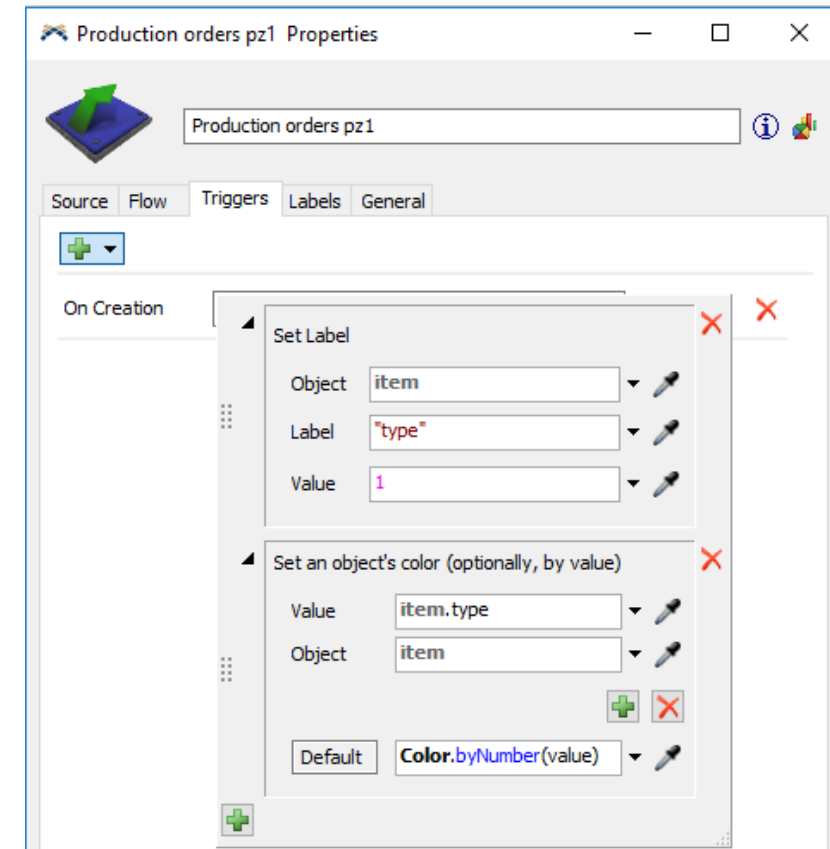 Production orders pz1 Properties
Production orders pz1
Source Flow Triggers Labels General
On Creation
Set Label
Object item
Label "type"
Value 1
Set an object's color (optionally, by value)
Value item.type
Object item
Default Color.byNumber(value)